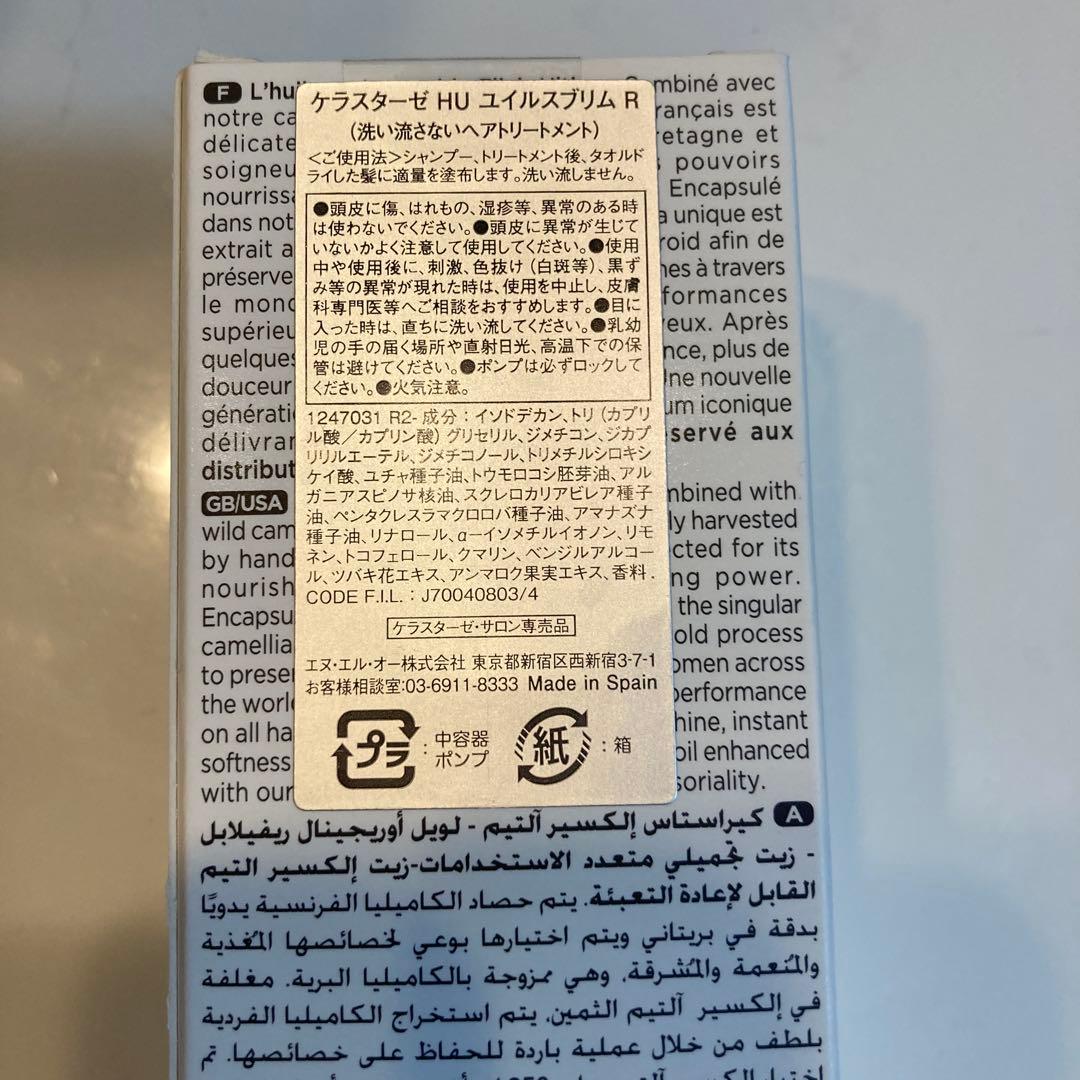 ケラスターゼ HU ユイルスブリム R
(洗い流さないヘアトリートメント)
<ご使用法>シャンプー、トリートメント後、タオルド
ライした髪に適量を塗布します。洗い流しません。
●頭皮に傷、はれもの、湿疹等、異常のある時
は使わないでください。●頭皮に異常が生じて
いないかよく注意して使用してください。●使用
中や使用後に、刺激、色抜け(白斑等)、黒ず
み等の異常が現れた時は、使用を中止し、皮膚
科専門医等へご相談をおすすめします。●目に
入った時は、直ちに洗い流してください。●乳幼
児の手の届く場所や直射日光、高温下での保
管は避けてください。●ポンプは必ずロックして
ください。●火気注意。
1247031 R2- 成分:イソドデカン、トリ(カプリ
ル酸/カプリン酸)グリセリル、ジメチコン、ジカプ
リリルエーテル、ジメチコノール、トリメチルシロキシ
ケイ酸、ユチャ種子油、トウモロコシ胚芽油、アル
ガニアスピノサ核油、スクレロカリアビレア種子
油、ペンタクレスラマクロロバ種子油、アマナズナ
種子油、リナロール、α-イソメチルイオノン、リモ
ネン、トコフェロール、クマリン、ベンジルアルコー
ル、ツバキ花エキス、アンマロク果実エキス、香料.
CODE F.I.L. : J70040803/4
ケラスターゼ・サロン専売品
エヌ・エル・オー株式会社 東京都新宿区西新宿3-7-1
お客様相談室:03-6911-8333 Made in Spain
プラ : 中容器
ポンプ
紙 : 箱
F
Combiné avec
notre
rançais est
délicate
retagne et
pouvoirs
Encapsulé
dans
a unique est
extrait
roid afin de
à travers
le
formances
yeux. Après
quelques
nce, plus de
douceur
Une nouvelle
iconique
servé aux
GB/USA
mbined with
wild
ly harvested
by hand
ected for its
nourish
ng power.
the singular
camellia
old process
to
omen across
the
performance
on all
hine, instant
softness
oil enhanced
with our
soriality.
A كيراستاس إلكسير آلتيم - لويل أوريجينال ريفيلابل
- زيت تجميلي متعدد الاستخدامات-زيت إلكسير التيم
القابل لإعادة التعبئة. يتم حصاد الكاميليا الفرنسية يدويًا
بدقة في بريتاني ويتم اختيارها بوعي لخصائصها المُغذية
والمُنعمة والمُشرقة. وهي ممزوجة بالكاميليا البرية. مغلفة
في إلكسير آلتيم الثمين. يتم استخراج الكاميليا الفردية
بلطف من خلال عملية باردة للحفاظ على خصائصها. تم